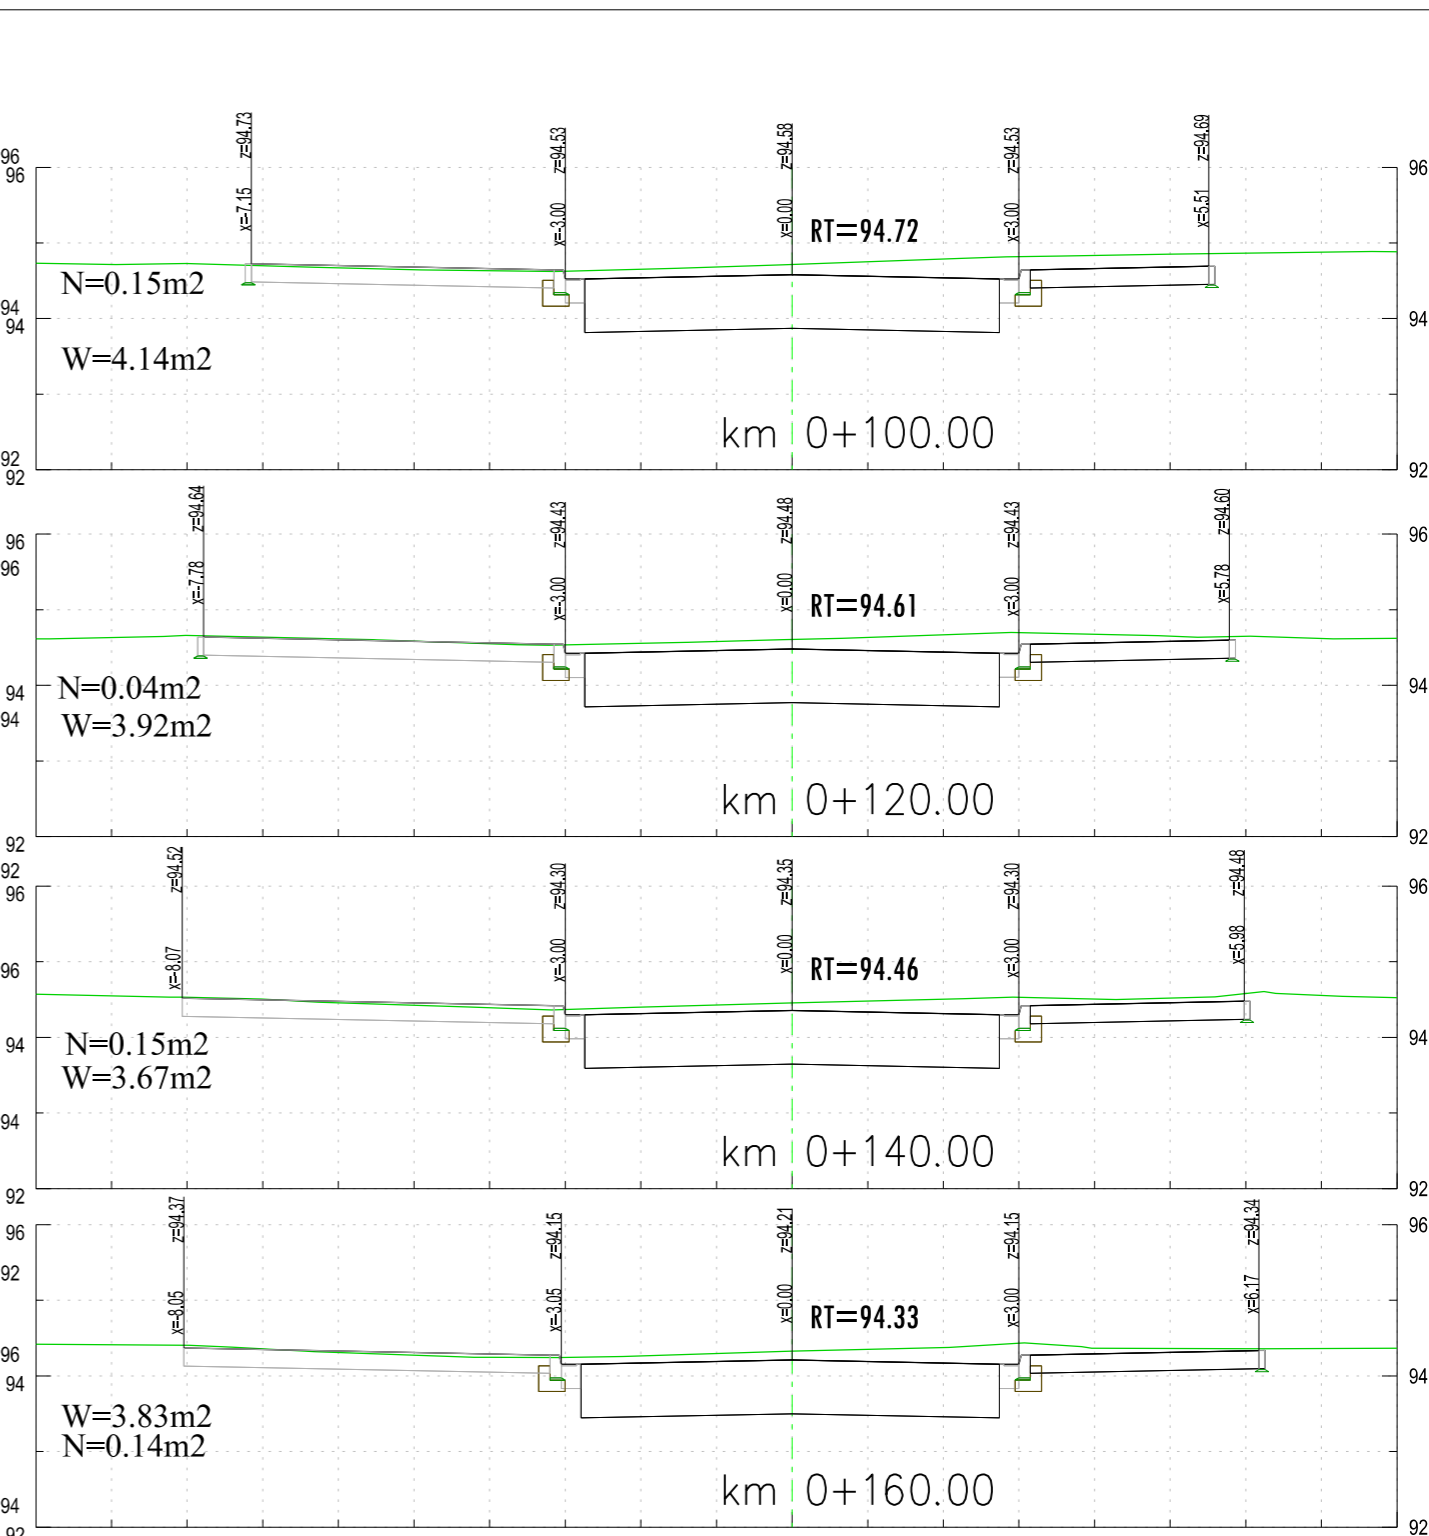 z=94.73
z=94.53
z=94.58
z=94.53
z=94.69
96
96
96
x=-7.15
x=-3.00
x=0.00
RT=94.72
x=3.00
x=5.51
N=0.15m2
94
94
94
W=4.14m2
km 0+100.00
92
92
92
z=94.64
z=94.43
z=94.48
z=94.43
z=94.60
96
96
96
x=-7.78
x=-3.00
x=0.00
RT=94.61
x=3.00
x=5.78
94
94
94
N=0.04m2
W=3.92m2
km 0+120.00
92
92
92
z=94.52
z=94.30
z=94.35
z=94.30
z=94.48
96
96
96
x=-8.07
x=-3.00
x=0.00
RT=94.46
x=3.00
x=5.98
94
94
N=0.15m2
W=3.67m2
94
km 0+140.00
92
92
z=94.37
z=94.15
z=94.21
z=94.15
z=94.34
96
96
92
x=-8.05
x=-3.05
x=0.00
RT=94.33
x=3.00
x=6.17
96
94
94
W=3.83m2
N=0.14m2
km 0+160.00
94
92
92